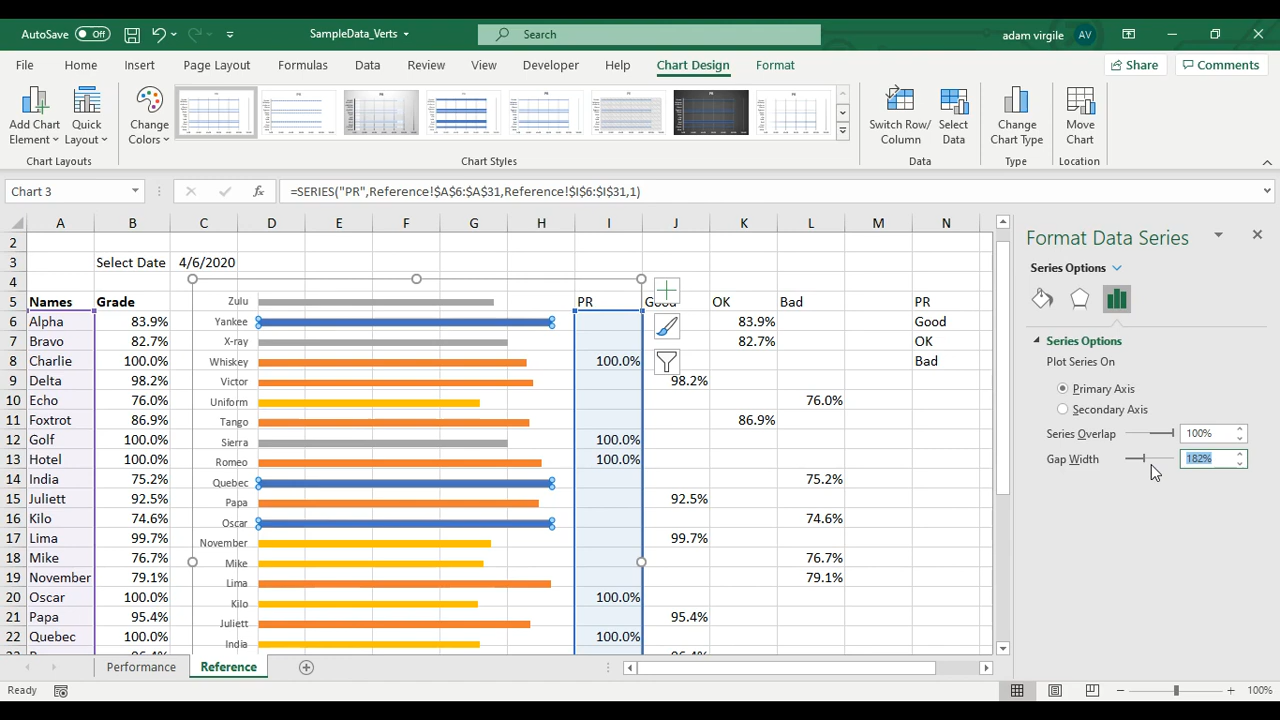 AutoSave Off SampleData_Verts Search adam virgile AV
File Home Insert Page Layout Formulas Data Review View Developer Help Chart Design Format Share Comments
Add Chart Element Quick Layout Change Colors Switch Row/ Column Select Data Change Chart Type Move Chart
Chart Layouts Chart Styles Data Type Location
Chart 3 fx =SERIES("PR",Reference!$A$6:$A$31,Reference!$I$6:$I$31,1)
A B C D E F G H I J K L M N
2
3 Select Date 4/6/2020
4
5 Names Grade PR Good OK Bad PR
6 Alpha 83.9% 83.9% Good
7 Bravo 82.7% 82.7% OK
8 Charlie 100.0% 100.0% Bad
9 Delta 98.2% 98.2%
10 Echo 76.0% 76.0%
11 Foxtrot 86.9% 86.9%
12 Golf 100.0% 100.0%
13 Hotel 100.0% 100.0%
14 India 75.2% 75.2%
15 Juliett 92.5% 92.5%
16 Kilo 74.6% 74.6%
17 Lima 99.7% 99.7%
18 Mike 76.7% 76.7%
19 November 79.1% 79.1%
20 Oscar 100.0% 100.0%
21 Papa 95.4% 95.4%
22 Quebec 100.0% 100.0%
Zulu
Yankee
X-ray
Whiskey
Victor
Uniform
Tango
Sierra
Romeo
Quebec
Papa
Oscar
November
Mike
Lima
Kilo
Juliett
India
Format Data Series
Series Options
Series Options
Plot Series On
Primary Axis
Secondary Axis
Series Overlap 100%
Gap Width 182%
Performance Reference
Ready 100%